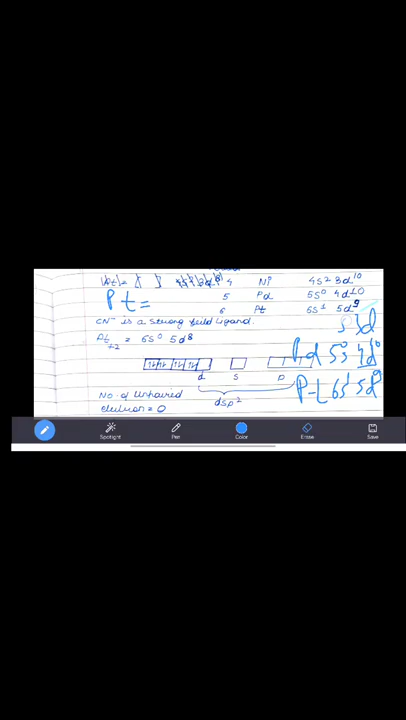 4 Ni 4s² 3d¹⁰
Pt = 5 Pd 5s⁰ 4d¹⁰
6 Pt 6s¹ 5d⁹
CN⁻ is a strong field ligand.
Pt+2 = 6s⁰ 5d⁸
Pd 5s⁰ 4d¹⁰
Pt 6s¹ 5d⁹
d s p
dsp²
No. of unpaired
electron = 0
Spotlight Pen Color Erase Save